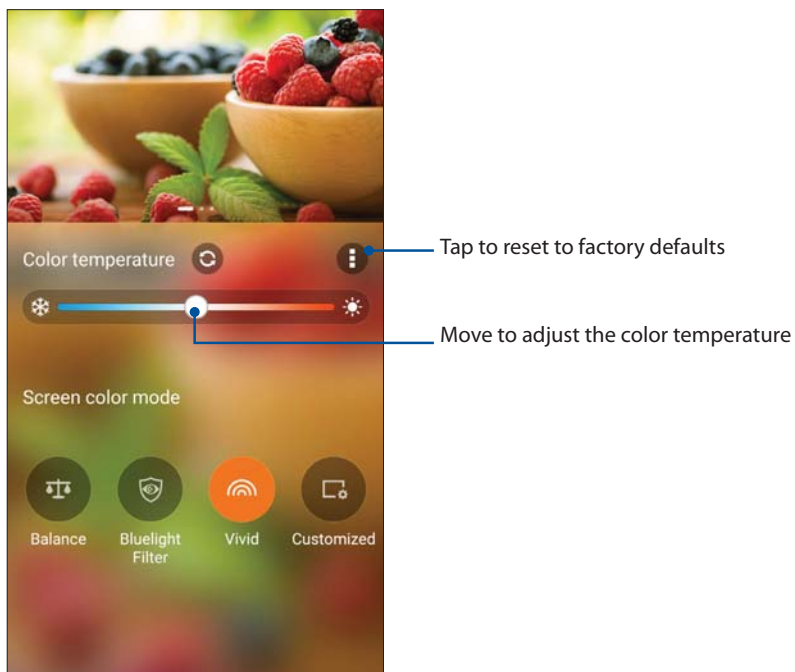 Color temperature
Tap to reset to factory defaults
Move to adjust the color temperature
Screen color mode
Balance
Bluelight
Filter
Vivid
Customized